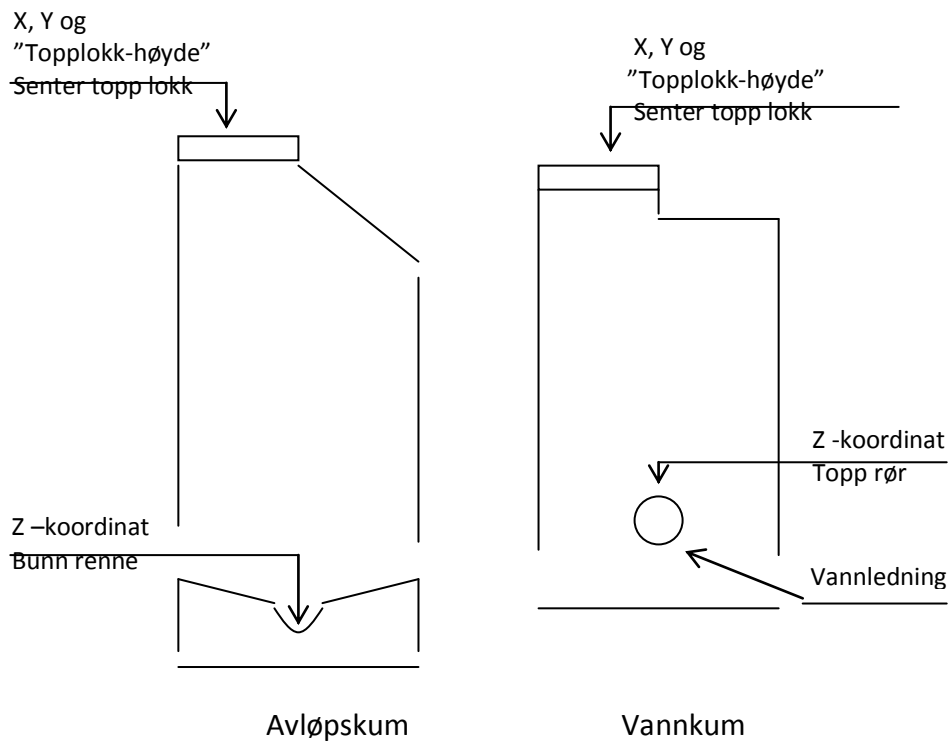 X, Y og
”Topplokk-høyde”
Senter topp lokk
X, Y og
”Topplokk-høyde”
Senter topp lokk
Z -koordinat
Topp rør
Z –koordinat
Bunn renne
Vannledning
Avløpskum
Vannkum